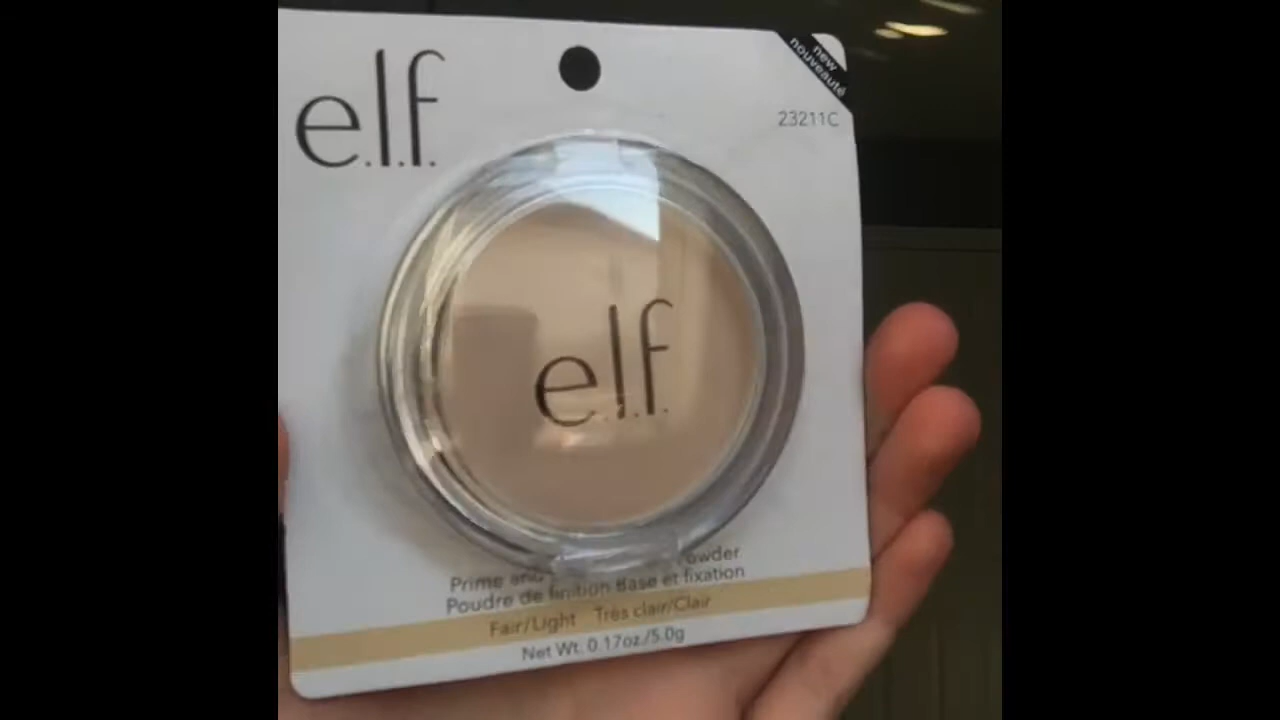 e.l.f.
new
nouveauté
23211C
e.l.f.
Prime and owder
Poudre de finition Base et fixation
Fair/Light Très clair/Clair
Net Wt. 0.17oz./5.0g